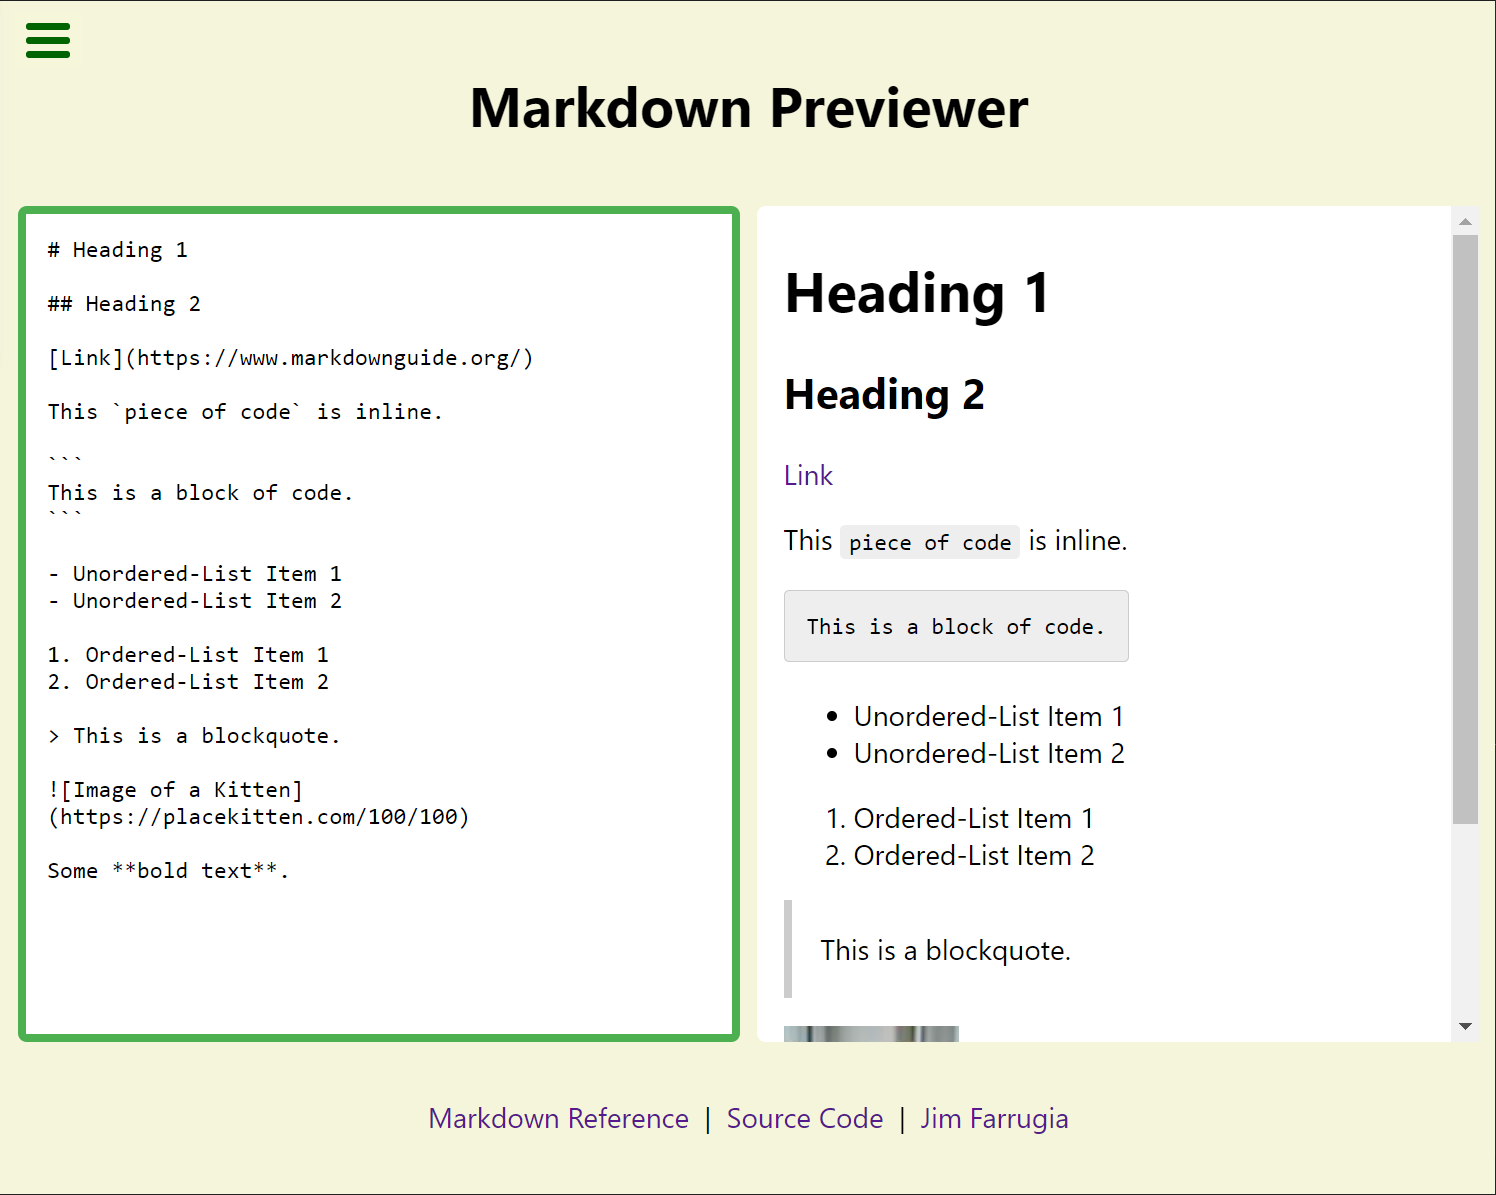 Markdown Previewer
# Heading 1
## Heading 2
[Link](https://www.markdownguide.org/)
This `piece of code` is inline.
```
This is a block of code.
```
- Unordered-List Item 1
- Unordered-List Item 2
1. Ordered-List Item 1
2. Ordered-List Item 2
> This is a blockquote.
![Image of a Kitten]
(https://placekitten.com/100/100)
Some **bold text**.
Heading 1
Heading 2
Link
This piece of code is inline.
This is a block of code.
• Unordered-List Item 1
• Unordered-List Item 2
1. Ordered-List Item 1
2. Ordered-List Item 2
This is a blockquote.
Markdown Reference | Source Code | Jim Farrugia